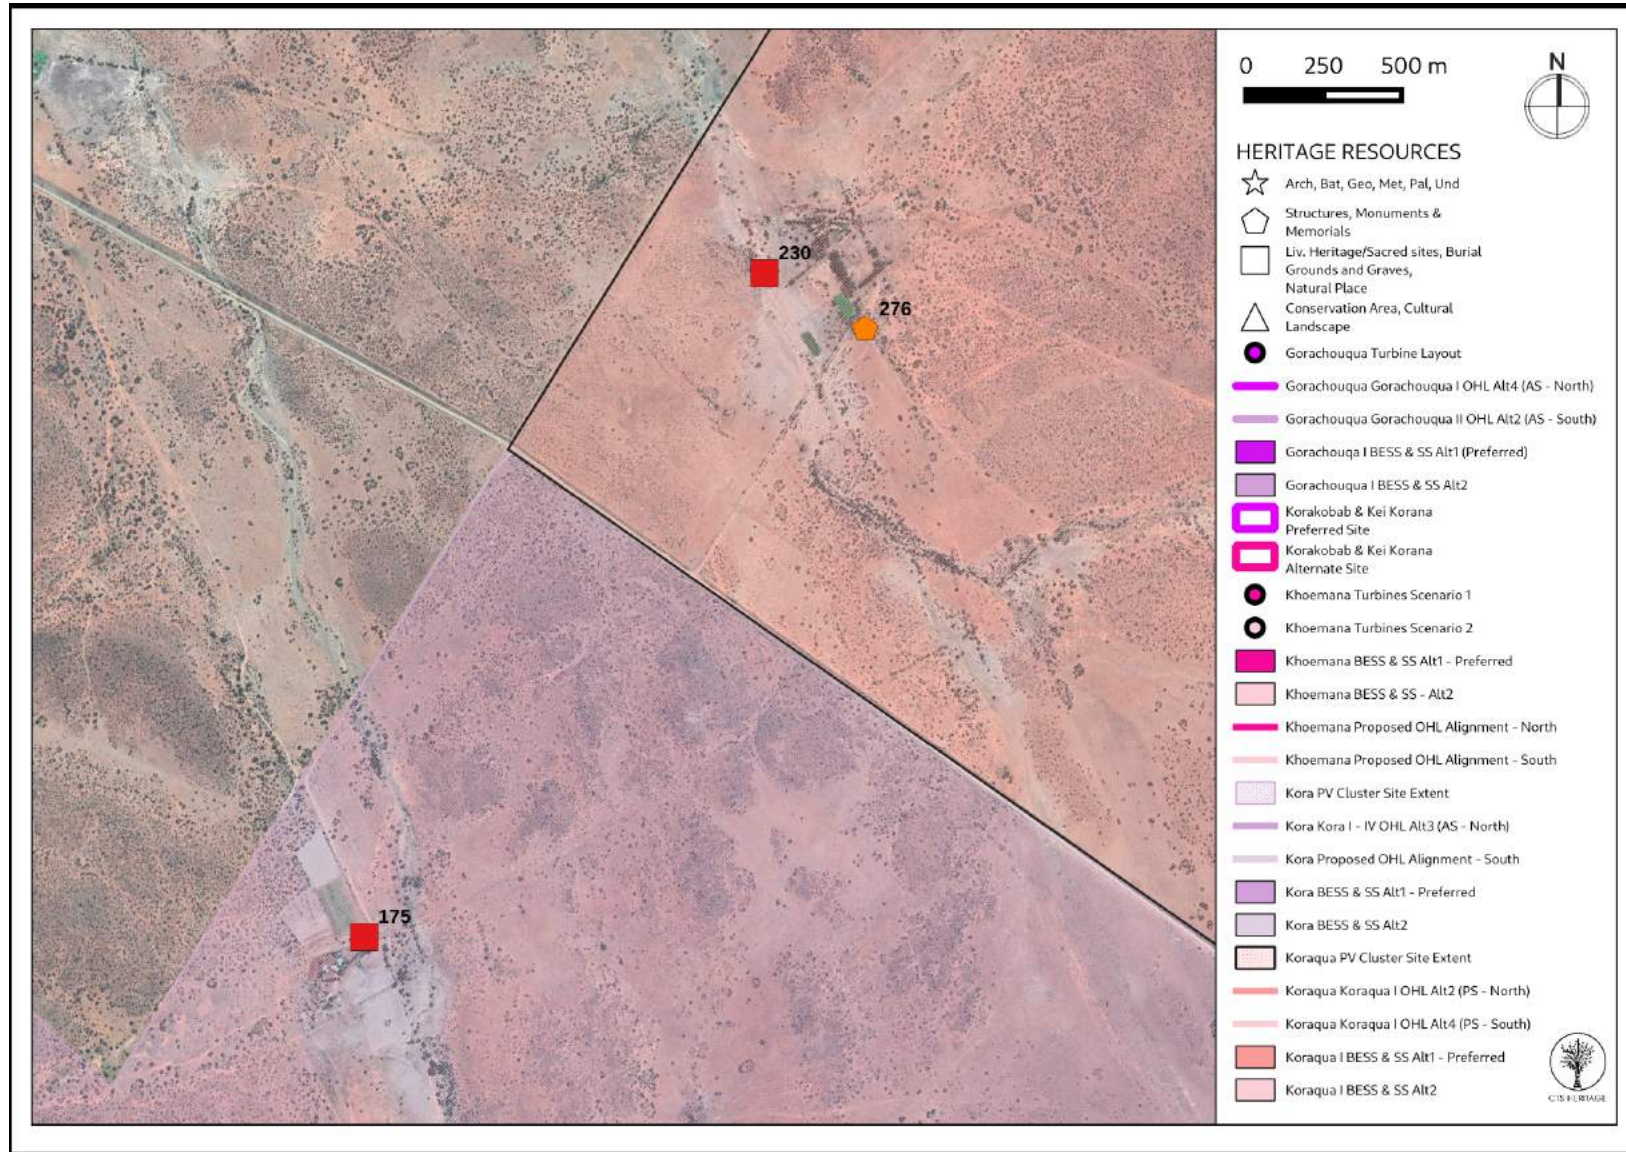 0 250 500 m
N
HERITAGE RESOURCES
Arch, Bat, Geo, Met, Pal, Und
Structures, Monuments &
Memorials
Liv. Heritage/Sacred sites, Burial
Grounds and Graves,
Natural Place
Conservation Area, Cultural
Landscape
Gorachouqua Turbine Layout
Gorachouqua Gorachouqua I OHL Alt4 (AS - North)
Gorachouqua Gorachouqua II OHL Alt2 (AS - South)
Gorachouqa I BESS & SS Alt1 (Preferred)
Gorachouqua I BESS & SS Alt2
Korakobab & Kei Korana
Preferred Site
Korakobab & Kei Korana
Alternate Site
Khoemana Turbines Scenario 1
Khoemana Turbines Scenario 2
Khoemana BESS & SS Alt1 - Preferred
Khoemana BESS & SS - Alt2
Khoemana Proposed OHL Alignment - North
Khoemana Proposed OHL Alignment - South
Kora PV Cluster Site Extent
Kora Kora I - IV OHL Alt3 (AS - North)
Kora Proposed OHL Alignment - South
Kora BESS & SS Alt1 - Preferred
Kora BESS & SS Alt2
Koraqua PV Cluster Site Extent
Koraqua Koraqua I OHL Alt2 (PS - North)
Koraqua Koraqua I OHL Alt4 (PS - South)
Koraqua I BESS & SS Alt1 - Preferred
Koraqua I BESS & SS Alt2
CTS HERITAGE
230
276
175